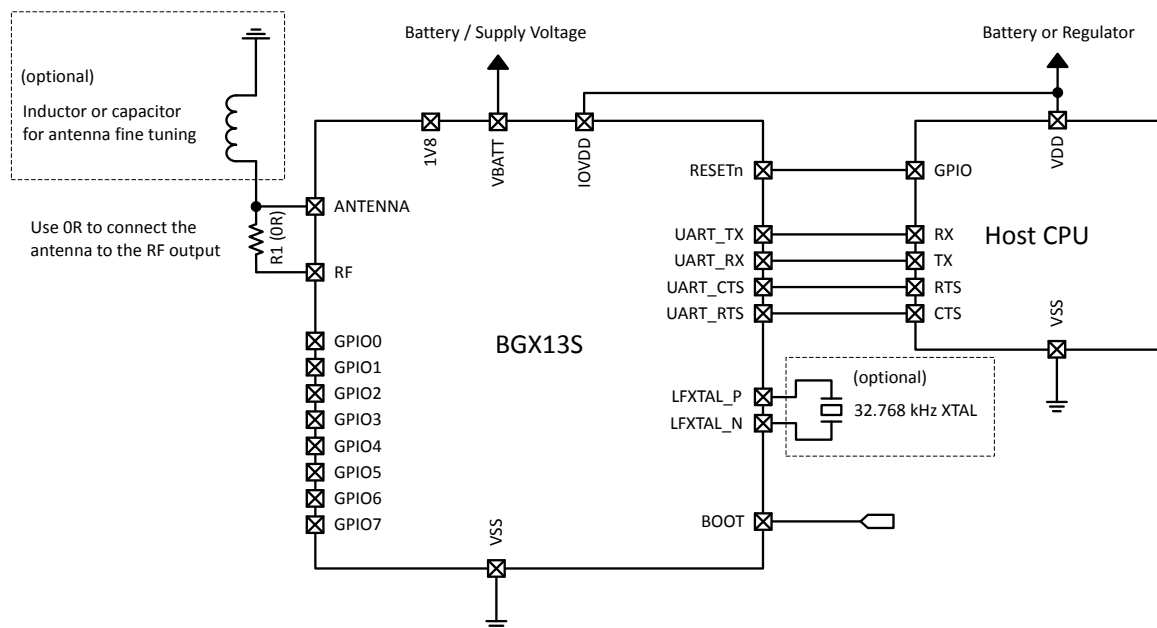 Battery / Supply Voltage
Battery or Regulator
(optional)
Inductor or capacitor
for antenna fine tuning
1V8
VBATT
IOVDD
VDD
RESETn
GPIO
ANTENNA
Use 0R to connect the
antenna to the RF output
R1 (0R)
RF
UART_TX
RX
Host CPU
UART_RX
TX
UART_CTS
RTS
UART_RTS
CTS
VSS
BGX13S
GPIO0
GPIO1
GPIO2
GPIO3
GPIO4
GPIO5
GPIO6
GPIO7
(optional)
LFXTAL_P
32.768 kHz XTAL
LFXTAL_N
BOOT
VSS